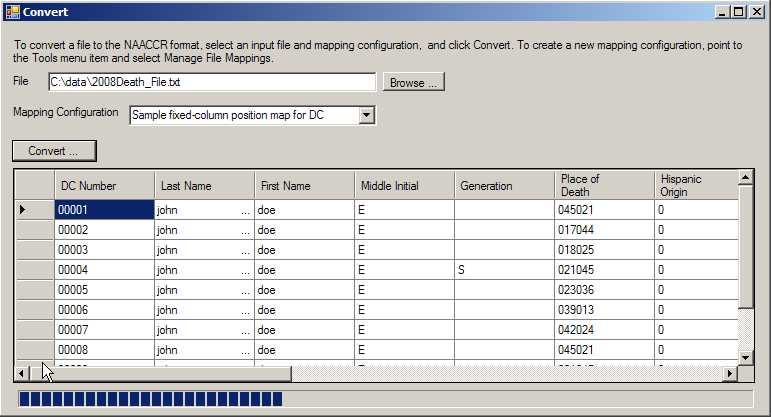 Convert
To convert a file to the NAACCR format, select an input file and mapping configuration,  and click Convert. To create a new mapping configuration, point to
the Tools menu item and select Manage File Mappings.
File C:\data\2008Death_File.txt Browse ...
Mapping Configuration Sample fixed-column position map for DC
Convert ...
DC Number Last Name First Name Middle Initial Generation Place of Death Hispanic Origin
00001 john ... doe E 045021 0
00002 john ... doe E 017044 0
00003 john ... doe E 018025 0
00004 john ... doe E S 021045 0
00005 john ... doe E 023036 0
00006 john ... doe E 039013 0
00007 john ... doe E 042024 0
00008 john ... doe E 045021 0